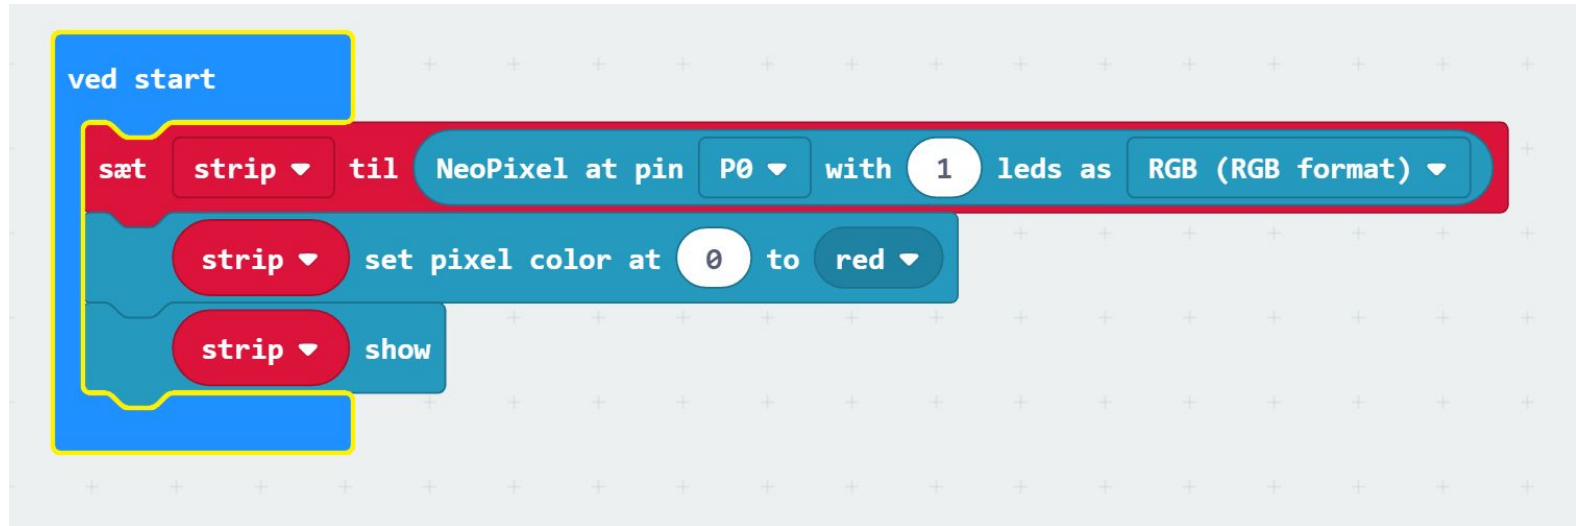 ved start
sæt strip til NeoPixel at pin P0 with 1 leds as RGB (RGB format)
strip set pixel color at 0 to red
strip show